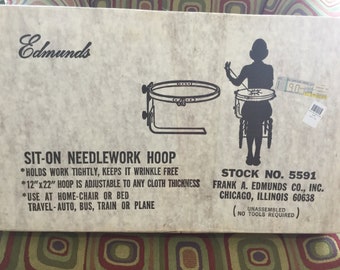 Edmunds
SIT-ON NEEDLEWORK HOOP
*HOLDS WORK TIGHTLY, KEEPS IT WRINKLE FREE
*12"x22" HOOP IS ADJUSTABLE TO ANY CLOTH THICKNESS
*USE AT HOME-CHAIR OR BED
TRAVEL-AUTO, BUS, TRAIN OR PLANE
STOCK NO. 5591
FRANK A. EDMUNDS CO., INC.
CHICAGO, ILLINOIS 60638
(UNASSEMBLED
NO TOOLS REQUIRED)